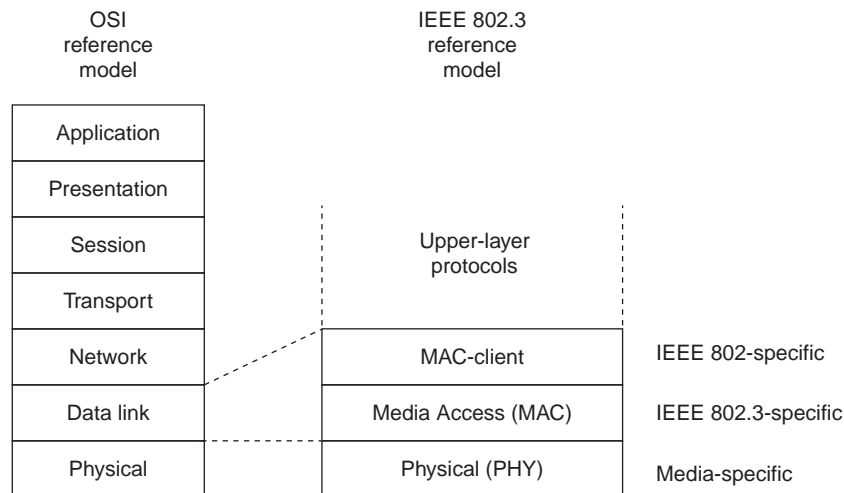 OSI
reference
model
IEEE 802.3
reference
model
Application
Presentation
Session
Transport
Network
Data link
Physical
Upper-layer
protocols
MAC-client
Media Access (MAC)
Physical (PHY)
IEEE 802-specific
IEEE 802.3-specific
Media-specific